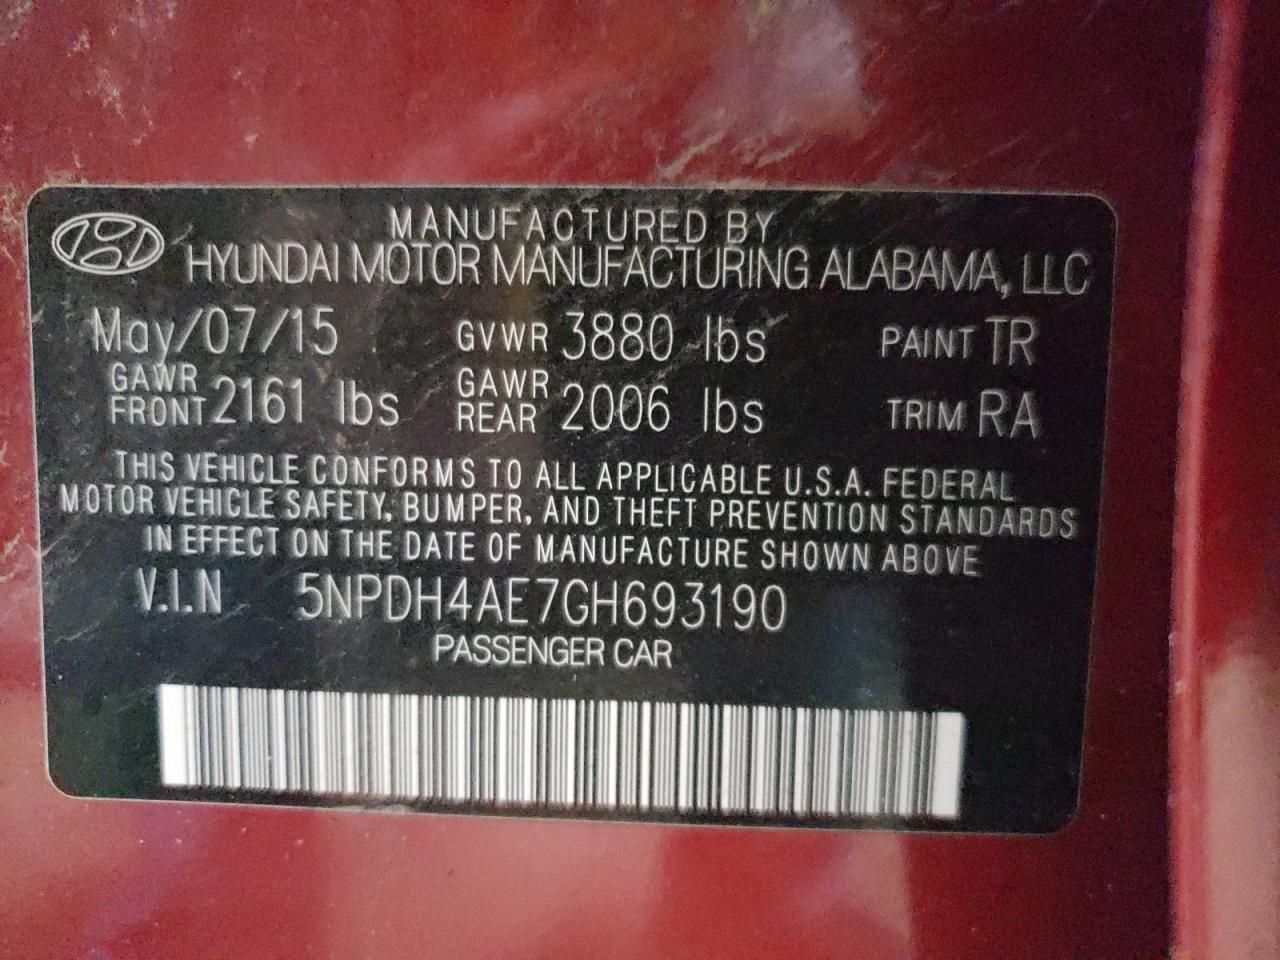 MANUFACTURED BY
HYUNDAI MOTOR MANUFACTURING ALABAMA, LLC
May/07/15 GVWR 3880 lbs PAINT TR
GAWR FRONT 2161 lbs GAWR REAR 2006 lbs TRIM RA
THIS VEHICLE CONFORMS TO ALL APPLICABLE U.S.A. FEDERAL
MOTOR VEHICLE SAFETY, BUMPER, AND THEFT PREVENTION STANDARDS
IN EFFECT ON THE DATE OF MANUFACTURE SHOWN ABOVE
V.I.N 5NPDH4AE7GH693190
PASSENGER CAR